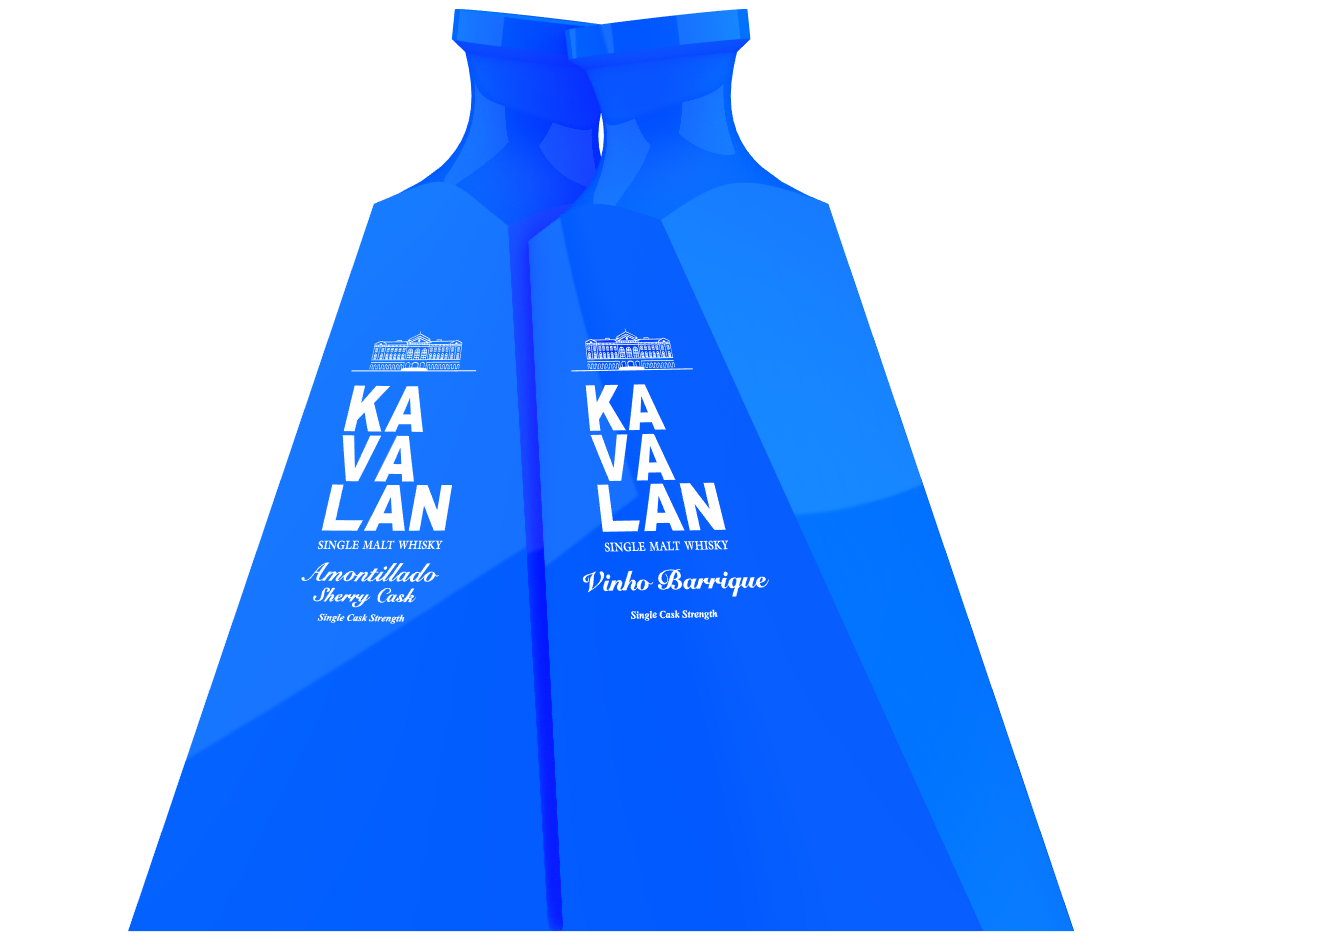 KA
VA
LAN
SINGLE MALT WHISKY
Amontillado
Sherry Cask
Single Cask Strength
KA
VA
LAN
SINGLE MALT WHISKY
Vinho Barrique
Single Cask Strength